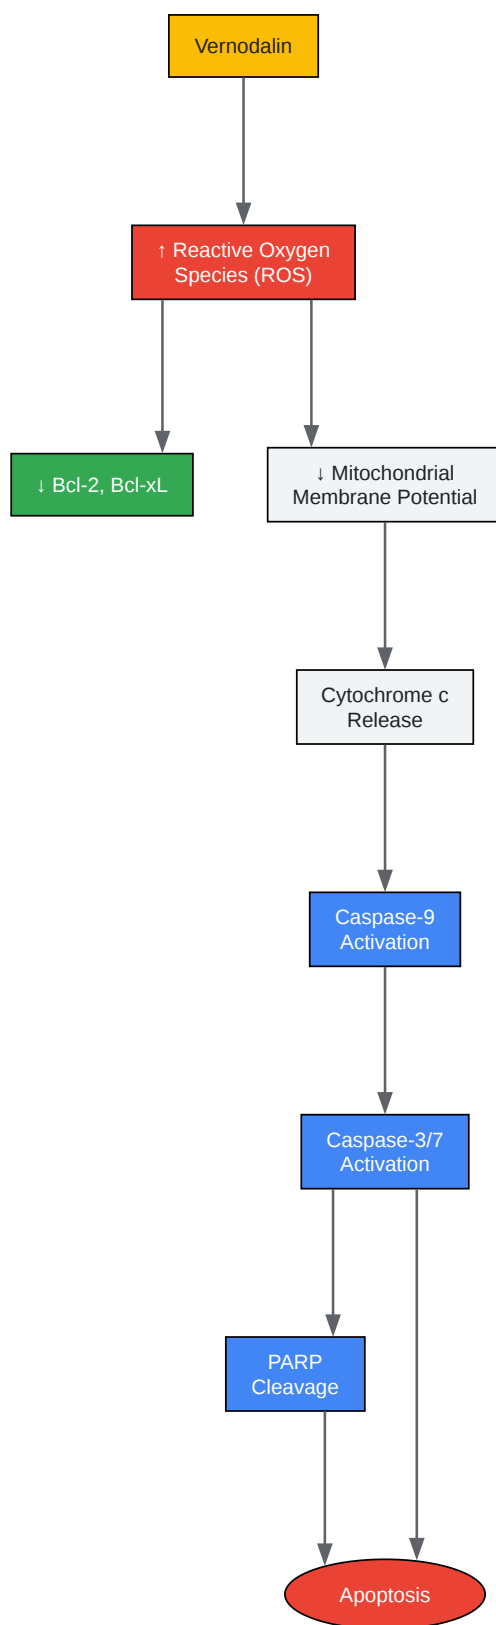 Vernodalin
↑ Reactive Oxygen
Species (ROS)
↓ Bcl-2, Bcl-xL
↓ Mitochondrial
Membrane Potential
Cytochrome c
Release
Caspase-9
Activation
Caspase-3/7
Activation
PARP
Cleavage
Apoptosis